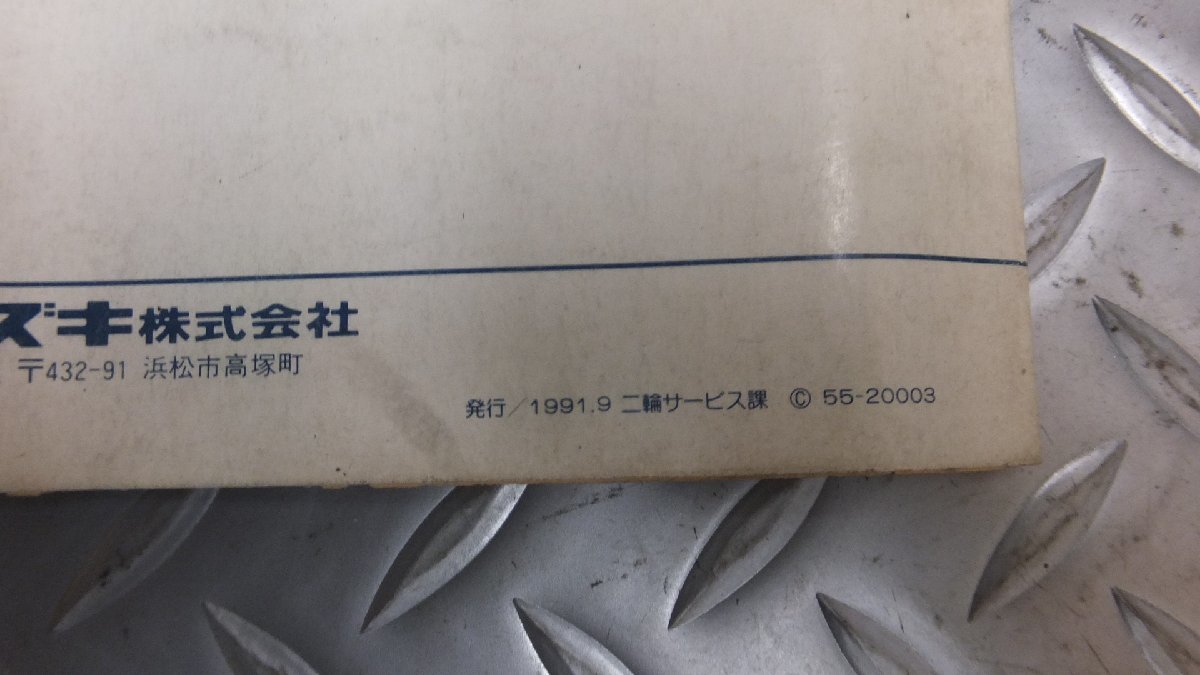 ズキ株式会社
〒432-91 浜松市高塚町
発行/1991.9 二輪サービス課 © 55-20003